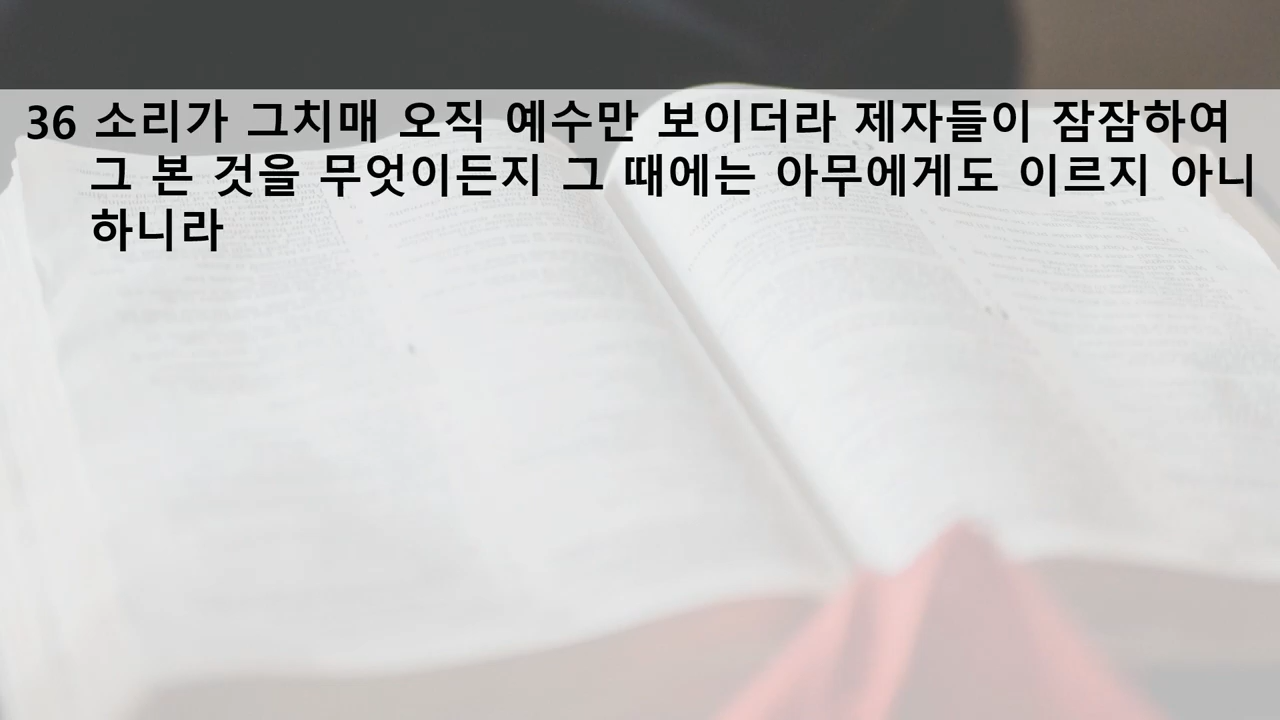 36 소리가 그치매 오직 예수만 보이더라 제자들이 잠잠하여
그 본 것을 무엇이든지 그 때에는 아무에게도 이르지 아니
하니라